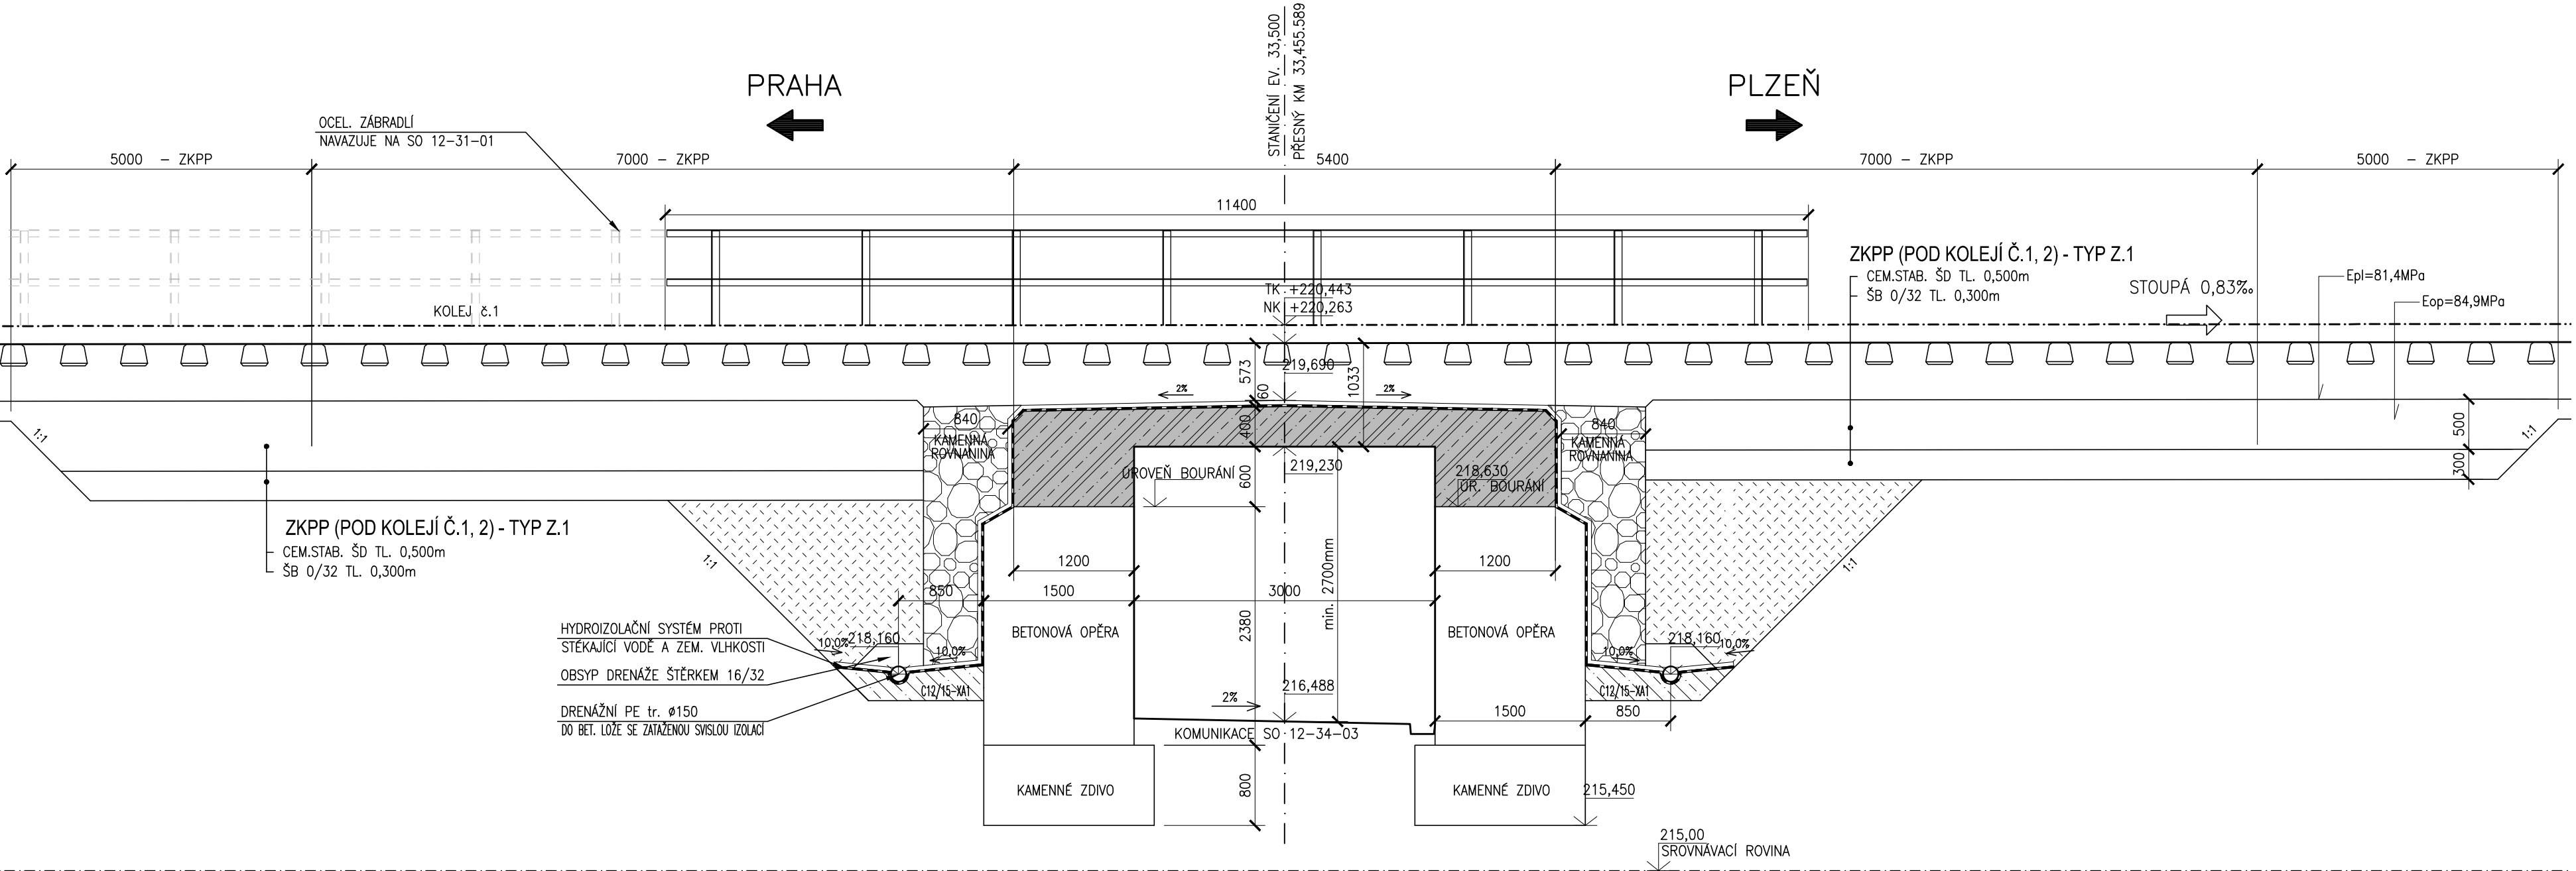 STANIČENÍ EV. 33,500
PŘESNÝ KM 33,455.589
PRAHA
PLZEŇ
OCEL. ZÁBRADLÍ
NAVAZUJE NA SO 12-31-01
5000 - ZKPP
7000 - ZKPP
5400
7000 - ZKPP
5000 - ZKPP
11400
ZKPP (POD KOLEJÍ Č.1, 2) - TYP Z.1
CEM.STAB. ŠD TL. 0,500m
ŠB 0/32 TL. 0,300m
STOUPÁ 0,83‰
Epl=81,4MPa
Eop=84,9MPa
KOLEJ č.1
TK +220,443
NK +220,263
573
60
219,690
1033
2%
2%
840
KAMENNÁ
ROVNANINA
400
840
KAMENNÁ
ROVNANINA
500
300
1:1
1:1
219,230
ÚROVEŇ BOURÁNÍ
600
218,630
ÚR. BOURÁNÍ
ZKPP (POD KOLEJÍ Č.1, 2) - TYP Z.1
CEM.STAB. ŠD TL. 0,500m
ŠB 0/32 TL. 0,300m
1:1
1:1
1200
min. 2700mm
1200
850
1500
3000
2380
BETONOVÁ OPĚRA
BETONOVÁ OPĚRA
HYDROIZOLAČNÍ SYSTÉM PROTI
STÉKAJÍCÍ VODĚ A ZEM. VLHKOSTI
OBSYP DRENÁŽE ŠTĚRKEM 16/32
DRENÁŽNÍ PE tr. ø150
DO BET. LOŽE SE ZATAŽENOU SVISLOU IZOLACÍ
10,0%
218,160
10,0%
C12/15-XA1
218,160
10,0%
10,0%
C12/15-XA1
216,488
2%
1500
850
KOMUNIKACE SO 12-34-03
KAMENNÉ ZDIVO
800
KAMENNÉ ZDIVO
215,450
215,00
SROVNÁVACÍ ROVINA